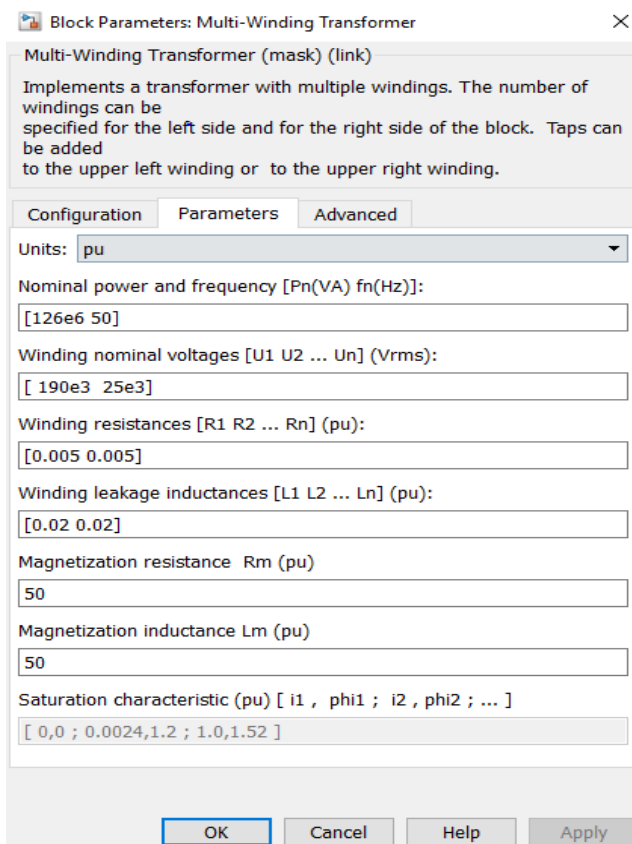 Block Parameters: Multi-Winding Transformer
Multi-Winding Transformer (mask) (link)
Implements a transformer with multiple windings. The number of
windings can be
specified for the left side and for the right side of the block.  Taps can
be added
to the upper left winding or  to the upper right winding.
Configuration Parameters Advanced
Units: pu
Nominal power and frequency [Pn(VA) fn(Hz)]:
[126e6 50]
Winding nominal voltages [U1 U2 ... Un] (Vrms):
[ 190e3  25e3]
Winding resistances [R1 R2 ... Rn] (pu):
[0.005 0.005]
Winding leakage inductances [L1 L2 ... Ln] (pu):
[0.02 0.02]
Magnetization resistance  Rm (pu)
50
Magnetization inductance Lm (pu)
50
Saturation characteristic (pu) [ i1 ,  phi1 ;  i2 , phi2 ; ... ]
[ 0,0 ; 0.0024,1.2 ; 1.0,1.52 ]
OK Cancel Help Apply